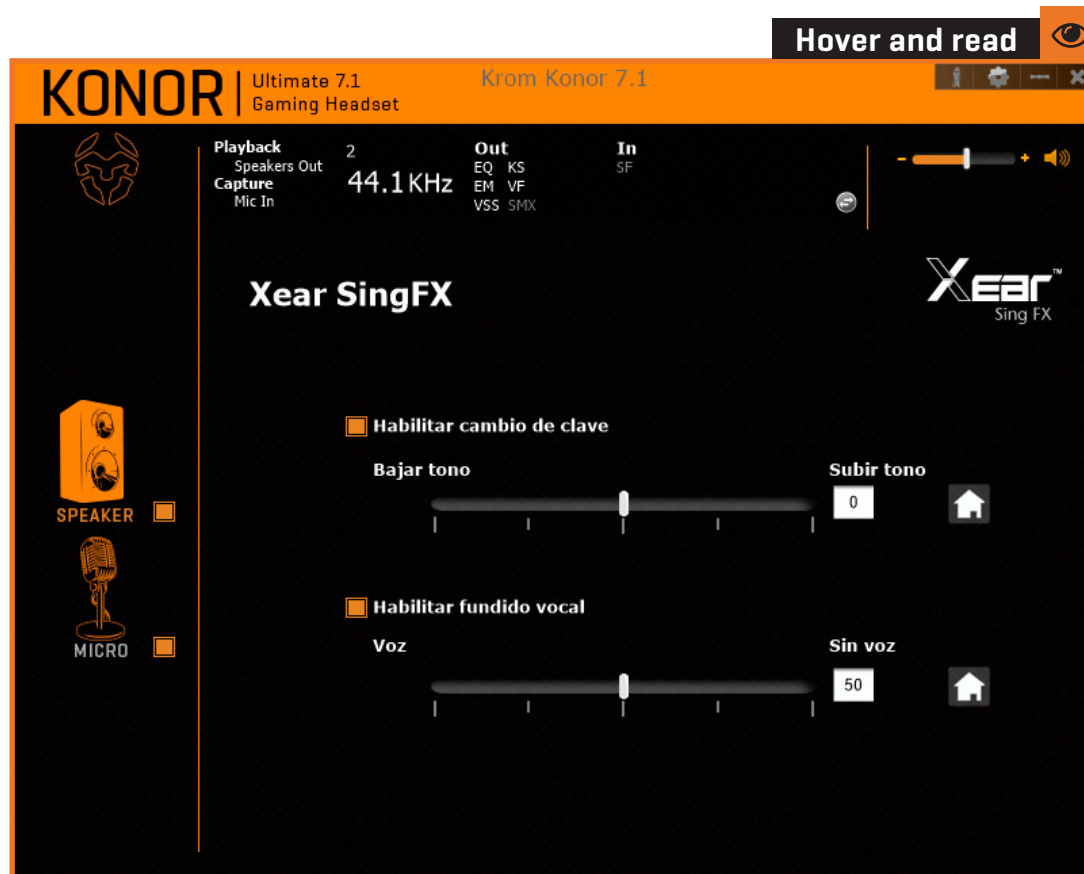 Hover and read
KONOR Ultimate 7.1 Krom Konor 7.1
Gaming Headset
Playback 2 Out In
Speakers Out 44.1KHz EQ KS SF
Capture EM VF
Mic In VSS SMX
- +
Xear SingFX
Xear™
Sing FX
Habilitar cambio de clave
Bajar tono Subir tono
0
SPEAKER
Habilitar fundido vocal
MICRO
Voz Sin voz
50